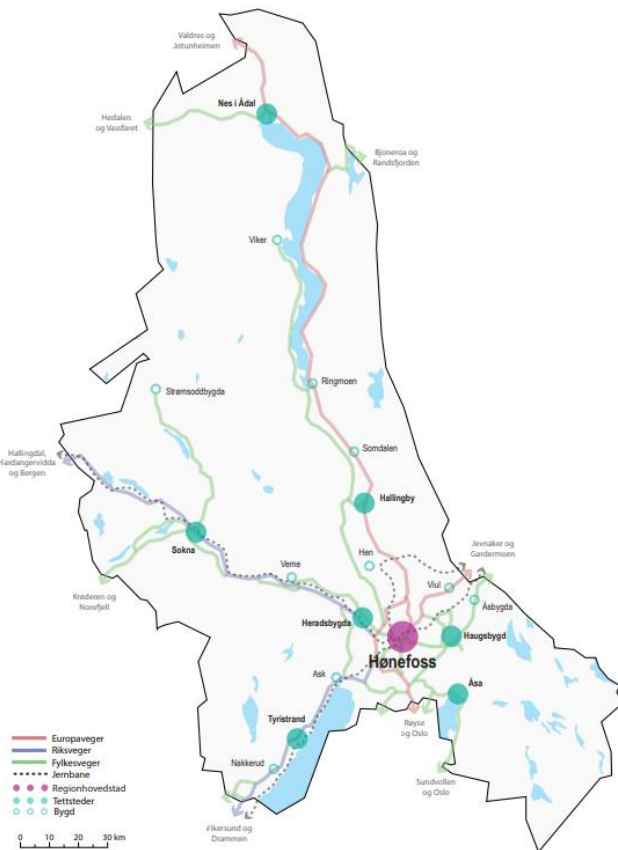 Valdres og
Jotunheimen
Nes i Ådal
Hedalen
og Vassfaret
Bjoneroa og
Randsfjorden
Viker
Ringmoen
Strømsoddbygda
Somdalen
Hallingdal,
Hardangervidda
og Bergen
Hallingby
Sokna
Hen
Jevnaker og
Gardermoen
Verne
Viul
Krøderen og
Norefjell
Åsbygda
Heradsbygda
Haugsbygd
Hønefoss
Ask
Åsa
Tyristrand
Røyse
og Oslo
Nakkerud
Sundvollen
og Oslo
Vikersund og
Drammen
Europaveger
Riksveger
Fylkesveger
Jernbane
Regionhovedstad
Tettsteder
Bygd
0 10 20 30 km